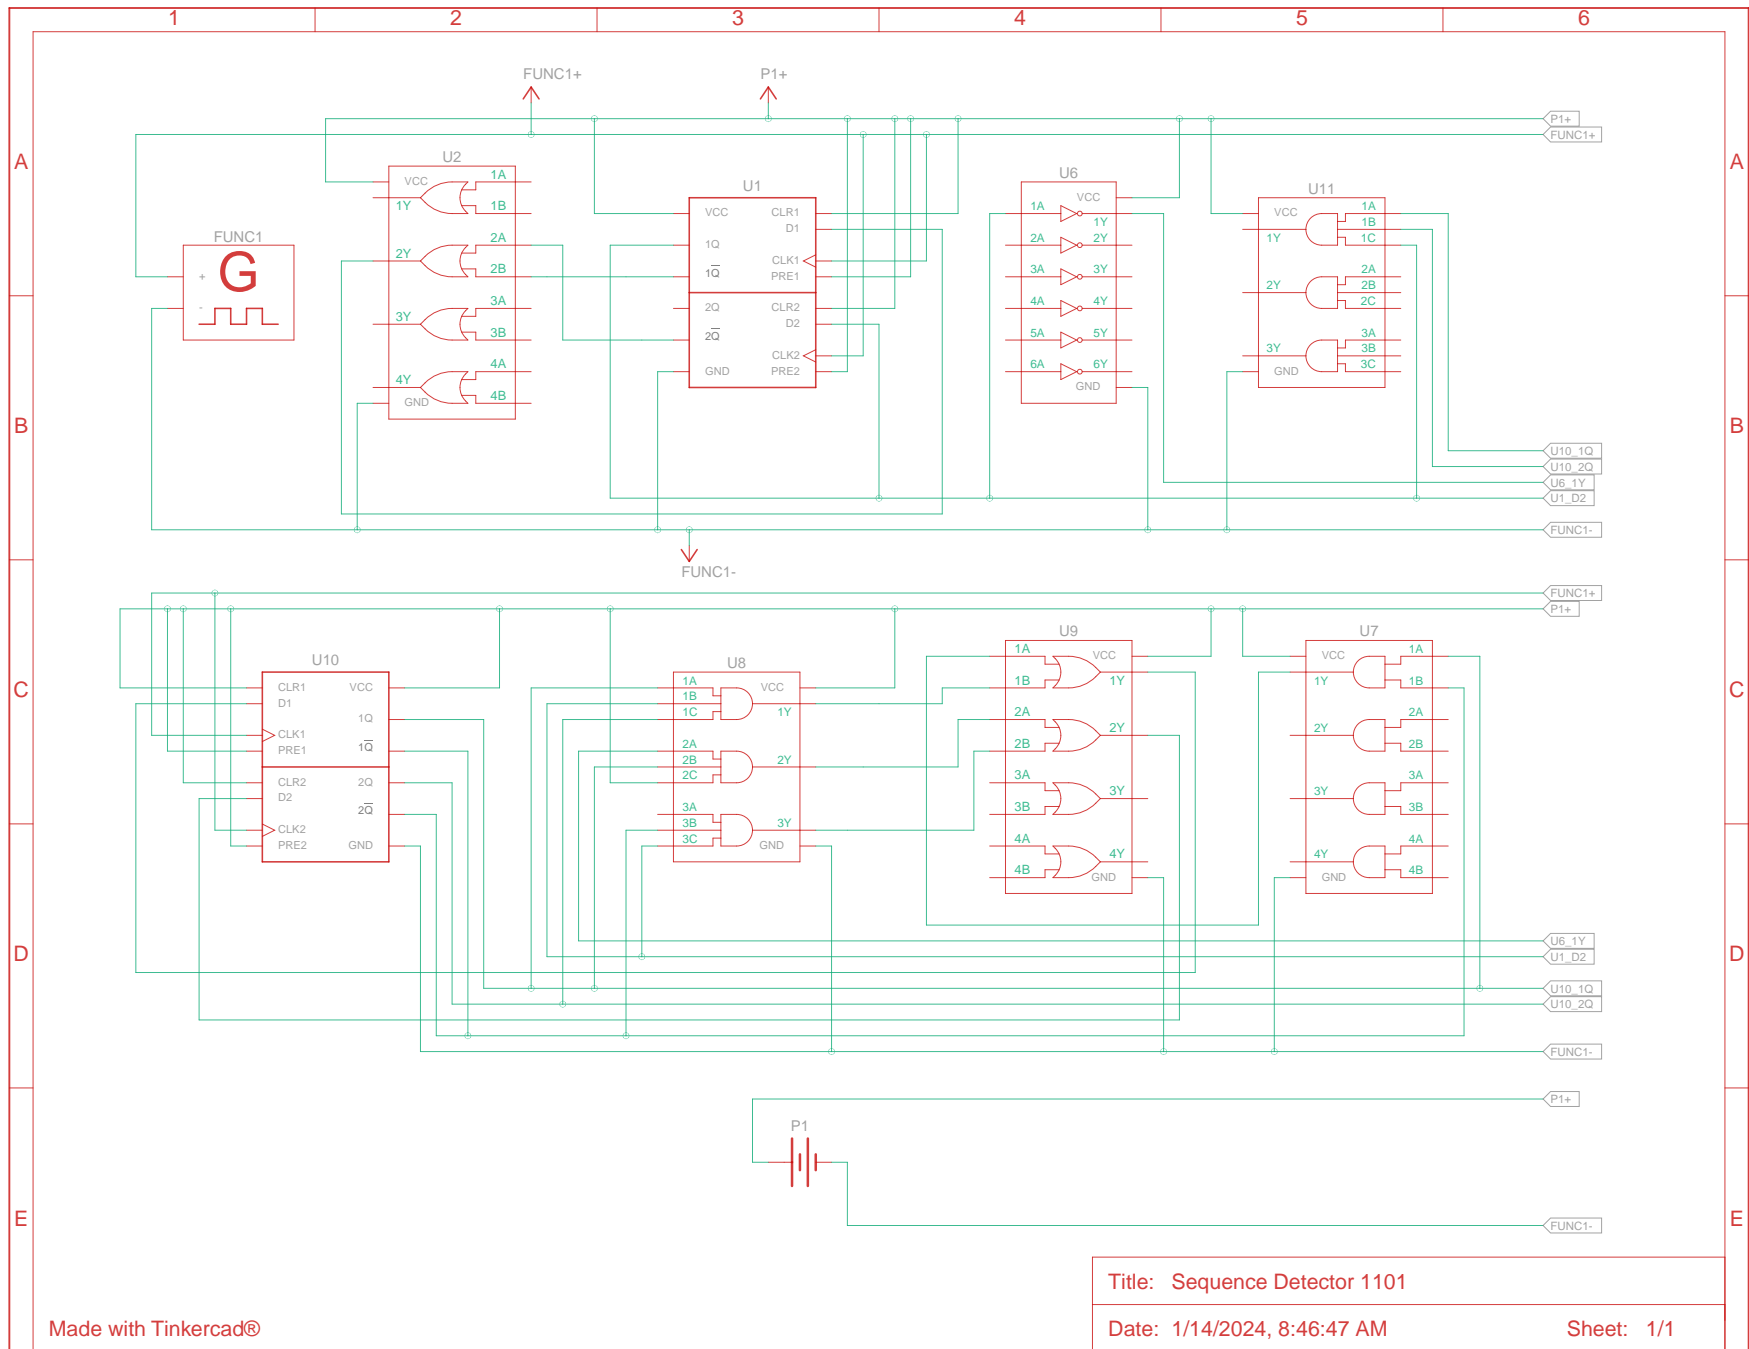 1 2 3 4 5 6
A A
B B
C C
D D
E E
FUNC1+ P1+
P1+
FUNC1+
U2
VCC 1A
1Y 1B
2A
2Y 2B
3A
3Y 3B
4A
4Y 4B
GND
U1
VCC CLR1
D1
1Q
CLK1
1Q PRE1
2Q CLR2
D2
2Q
CLK2
GND PRE2
U6
VCC
1A 1Y
2A 2Y
3A 3Y
4A 4Y
5A 5Y
6A 6Y
GND
U11
VCC 1A
1B
1Y 1C
2A
2Y 2B
2C
3A
3Y 3B
GND 3C
FUNC1
+ G
-
U10_1Q
U10_2Q
U6_1Y
U1_D2
FUNC1-
FUNC1-
FUNC1+
P1+
U10
CLR1 VCC
D1
1Q
CLK1
PRE1 1Q
CLR2 2Q
D2
2Q
CLK2
PRE2 GND
U8
1A VCC
1B
1C 1Y
2A
2B 2Y
2C
3A
3B 3Y
3C GND
U9
1A VCC
1B 1Y
2A
2B 2Y
3A
3B 3Y
4A
4B 4Y
GND
U7
VCC 1A
1Y 1B
2A
2Y 2B
3A
3Y 3B
4A
4Y 4B
GND
U6_1Y
U1_D2
U10_1Q
U10_2Q
FUNC1-
P1+
P1
FUNC1-
Title: Sequence Detector 1101
Made with Tinkercad®
Date: 1/14/2024, 8:46:47 AM Sheet: 1/1